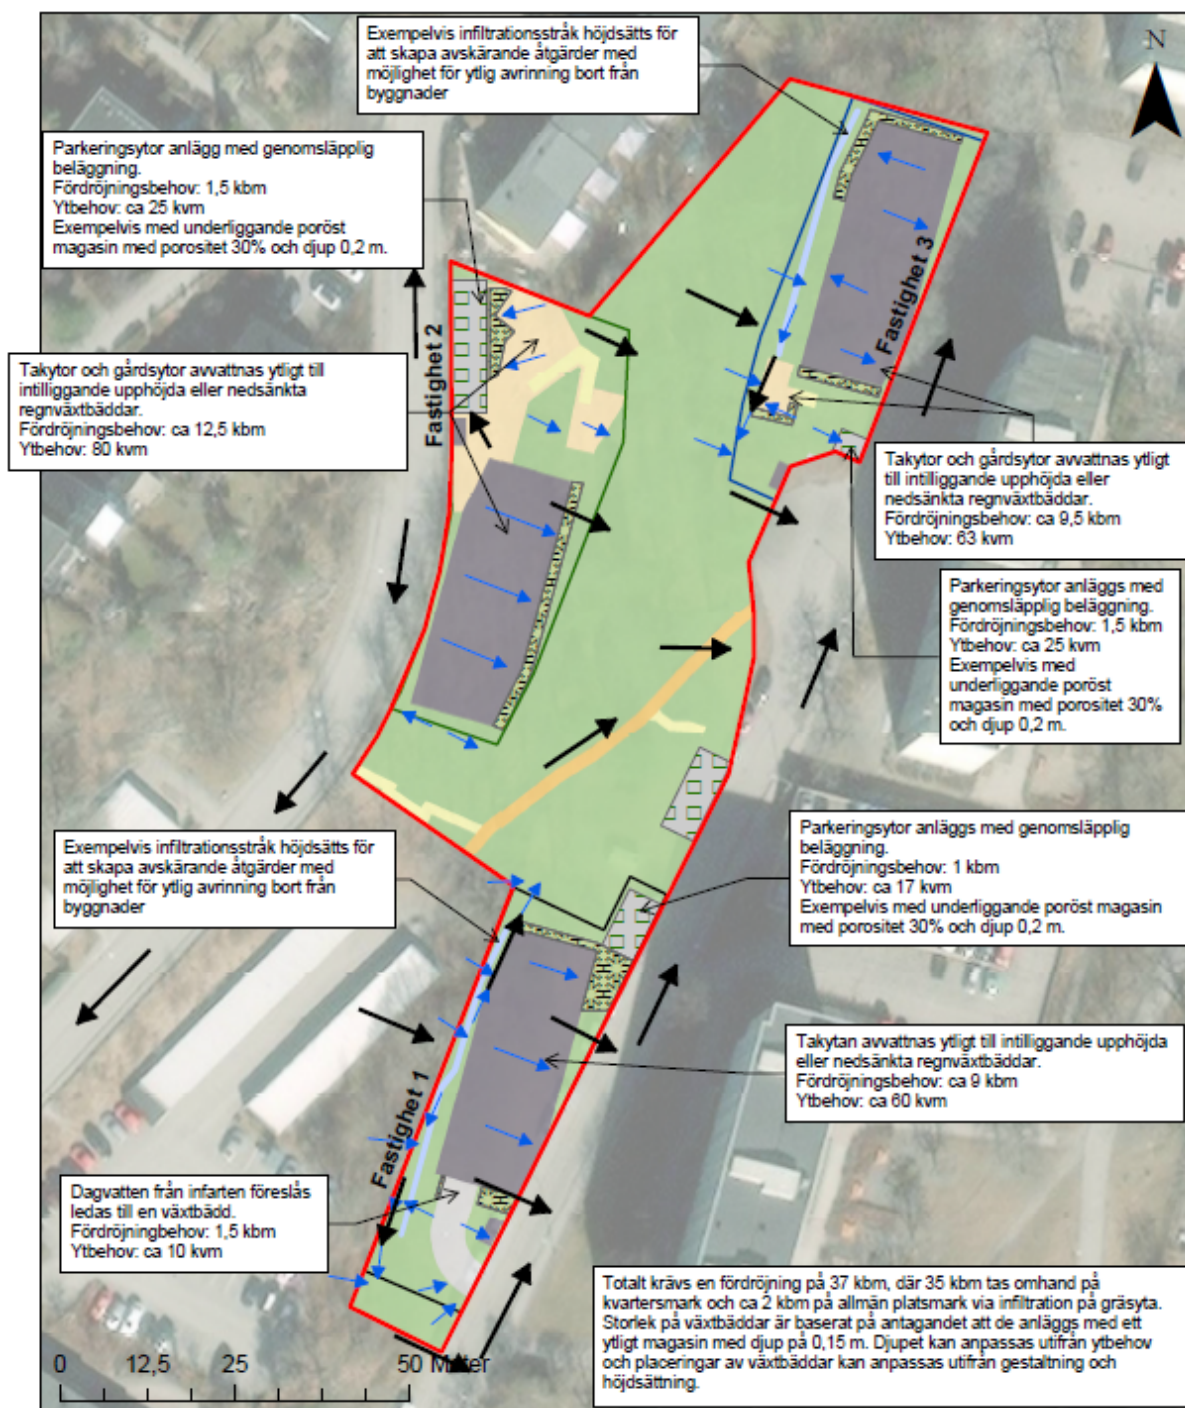 Exempelvis infiltrationsstråk höjdsätts för
att skapa avskärande åtgärder med
möjlighet för ytlig avrinning bort från
byggnader
N
Parkeringsytor anlägg med genomsläpplig
beläggning.
Fördröjningsbehov: 1,5 kbm
Ytbehov: ca 25 kvm
Exempelvis med underliggande poröst
magasin med porositet 30% och djup 0,2 m.
Fastighet 3
Fastighet 2
Takytor och gårdsytor avvattnas ytligt till
intilliggande upphöjda eller nedsänkta
regnväxtbäddar.
Fördröjningsbehov: ca 12,5 kbm
Ytbehov: 80 kvm
Takytor och gårdsytor avvattnas ytligt
till intilliggande upphöjda eller
nedsänkta regnväxtbäddar.
Fördröjningsbehov: ca 9,5 kbm
Ytbehov: 63 kvm
Parkeringsytor anläggs med
genomsläpplig beläggning.
Fördröjningsbehov: 1,5 kbm
Ytbehov: ca 25 kvm
Exempelvis med
underliggande poröst
magasin med porositet 30%
och djup 0,2 m.
Exempelvis infiltrationsstråk höjdsätts för
att skapa avskärande åtgärder med
möjlighet för ytlig avrinning bort från
byggnader
Parkeringsytor anläggs med genomsläpplig
beläggning.
Fördröjningsbehov: 1 kbm
Ytbehov: ca 17 kvm
Exempelvis med underliggande poröst magasin
med porositet 30% och djup 0,2 m.
Takytan avvattnas ytligt till intilliggande upphöjda
eller nedsänkta regnväxtbäddar.
Fördröjningsbehov: ca 9 kbm
Ytbehov: ca 60 kvm
Fastighet 1
Dagvatten från infarten föreslås
ledas till en växtbädd.
Fördröjningbehov: 1,5 kbm
Ytbehov: ca 10 kvm
Totalt krävs en fördröjning på 37 kbm, där 35 kbm tas omhand på
kvartersmark och ca 2 kbm på allmän platsmark via infiltration på gräsyta.
Storlek på växtbäddar är baserat på antagandet att de anläggs med ett
ytligt magasin med djup på 0,15 m. Djupet kan anpassas utifrån ytbehov
och placeringar av växtbäddar kan anpassas utifrån gestaltning och
höjdsättning.
0 12,5 25 50 Meter